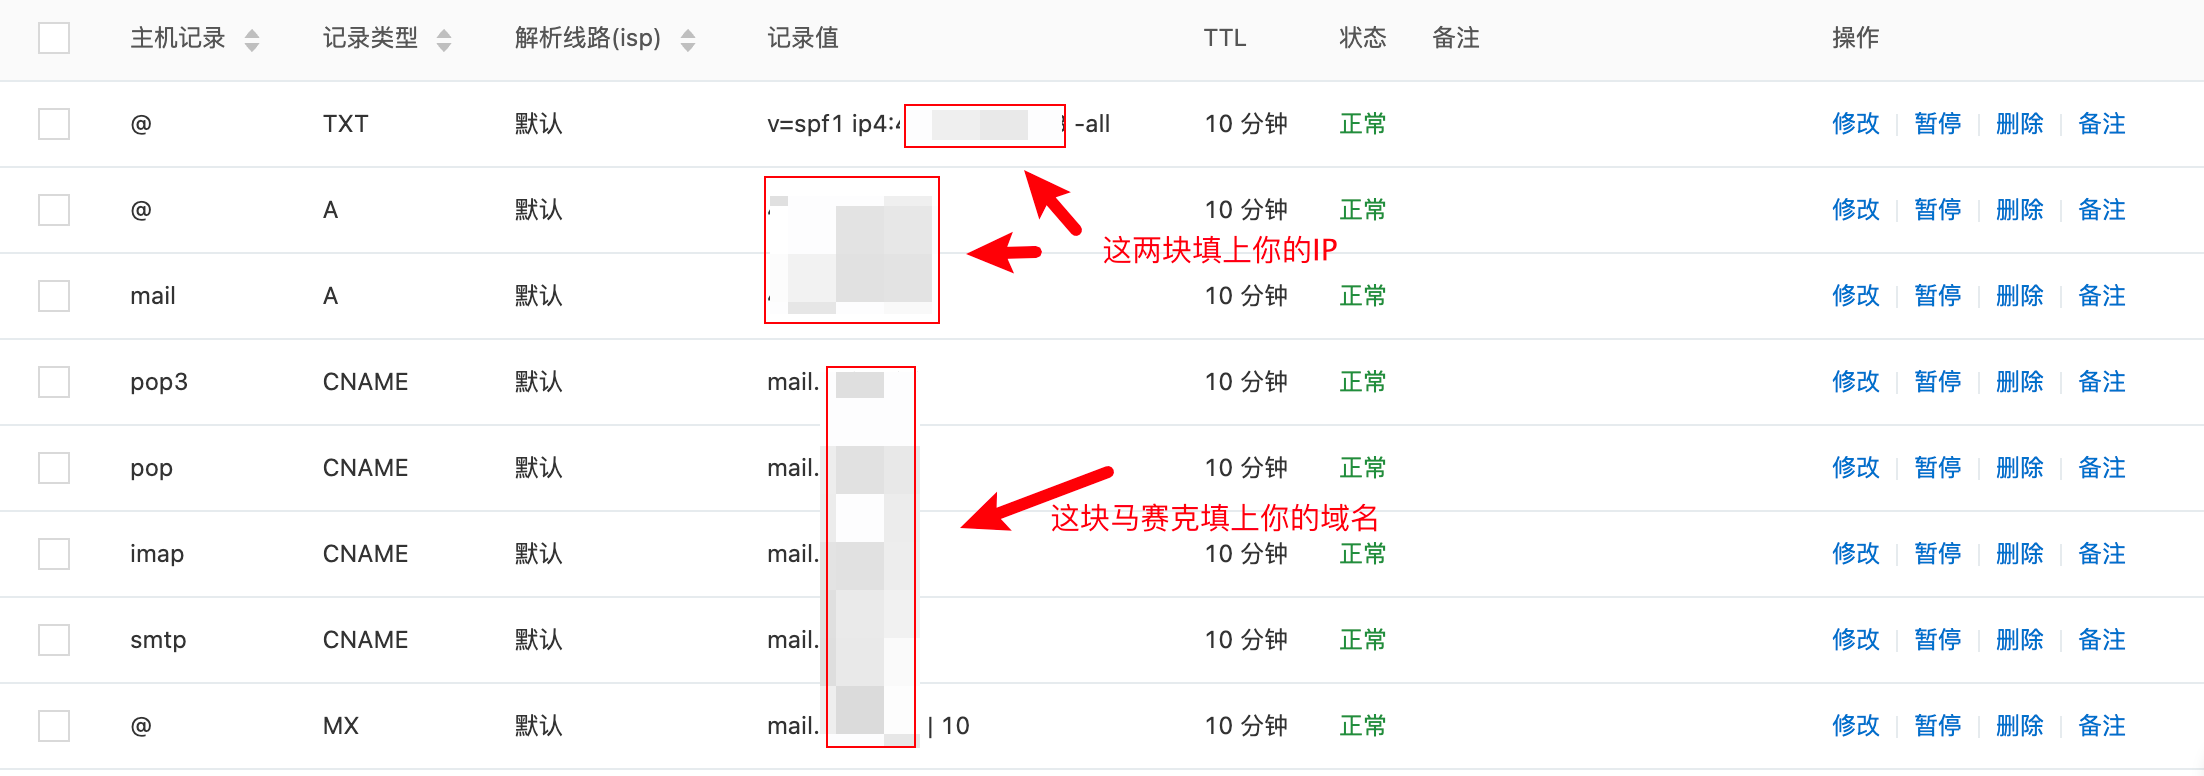 主机记录 记录类型 解析线路(isp) 记录值 TTL 状态 备注 操作
@ TXT 默认 v=spf1 ip4: -all 10 分钟 正常 修改 暂停 删除 备注
@ A 默认 10 分钟 正常 修改 暂停 删除 备注
这两块填上你的IP
mail A 默认 10 分钟 正常 修改 暂停 删除 备注
pop3 CNAME 默认 mail. 10 分钟 正常 修改 暂停 删除 备注
pop CNAME 默认 mail. 10 分钟 正常 修改 暂停 删除 备注
这块马赛克填上你的域名
imap CNAME 默认 mail. 10 分钟 正常 修改 暂停 删除 备注
smtp CNAME 默认 mail. 10 分钟 正常 修改 暂停 删除 备注
@ MX 默认 mail. | 10 10 分钟 正常 修改 暂停 删除 备注